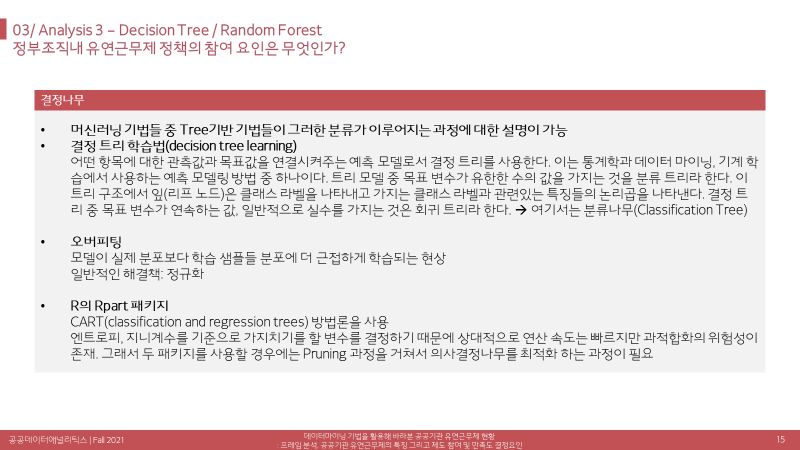 03/ Analysis 3 – Decision Tree / Random Forest
정부조직내 유연근무제 정책의 참여 요인은 무엇인가?
결정나무
• 머신러닝 기법들 중 Tree기반 기법들이 그러한 분류가 이루어지는 과정에 대한 설명이 가능
• 결정 트리 학습법(decision tree learning)
어떤 항목에 대한 관측값과 목표값을 연결시켜주는 예측 모델로서 결정 트리를 사용한다. 이는 통계학과 데이터 마이닝, 기계 학
습에서 사용하는 예측 모델링 방법 중 하나이다. 트리 모델 중 목표 변수가 유한한 수의 값을 가지는 것을 분류 트리라 한다. 이
트리 구조에서 잎(리프 노드)은 클래스 라벨을 나타내고 가지는 클래스 라벨과 관련있는 특징들의 논리곱을 나타낸다. 결정 트
리 중 목표 변수가 연속하는 값, 일반적으로 실수를 가지는 것은 회귀 트리라 한다. → 여기서는 분류나무(Classification Tree)
• 오버피팅
모델이 실제 분포보다 학습 샘플들 분포에 더 근접하게 학습되는 현상
일반적인 해결책: 정규화
• R의 Rpart 패키지
CART(classification and regression trees) 방법론을 사용
엔트로피, 지니계수를 기준으로 가지치기를 할 변수를 결정하기 때문에 상대적으로 연산 속도는 빠르지만 과적합화의 위험성이
존재. 그래서 두 패키지를 사용할 경우에는 Pruning 과정을 거쳐서 의사결정나무를 최적화 하는 과정이 필요
공공데이터애널리틱스 | Fall 2021
데이터마이닝 기법을 활용해 바라본 공공기관 유연근무제 현황
: 프레임 분석, 공공기관 유연근무제의 특징 그리고 제도 참여 및 만족도 결정요인
15